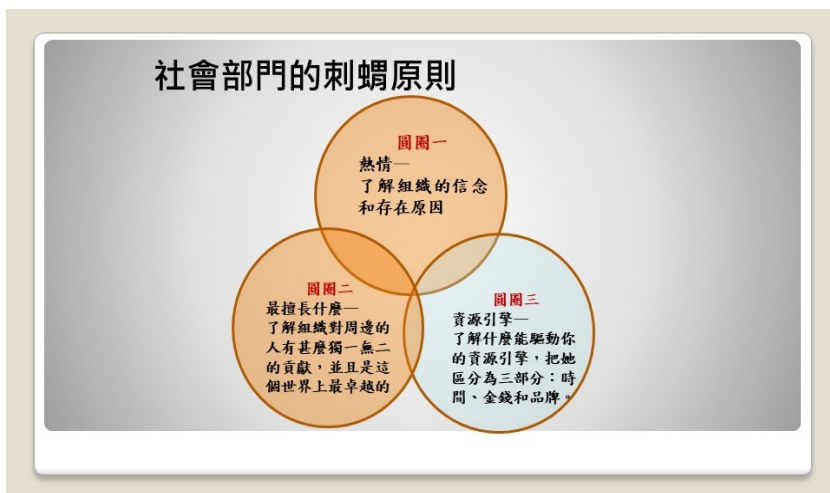 社會部門的刺蝟原則
圓圈一
熱情—
了解組織的信念
和存在原因
圓圈二
最擅長什麼—
了解組織對周邊的
人有甚麼獨一無二
的貢獻，並且是這
個世界上最卓越的
圓圈三
資源引擎—
了解什麼能驅動你
的資源引擎，把她
區分為三部分：時
間、金錢和品牌。